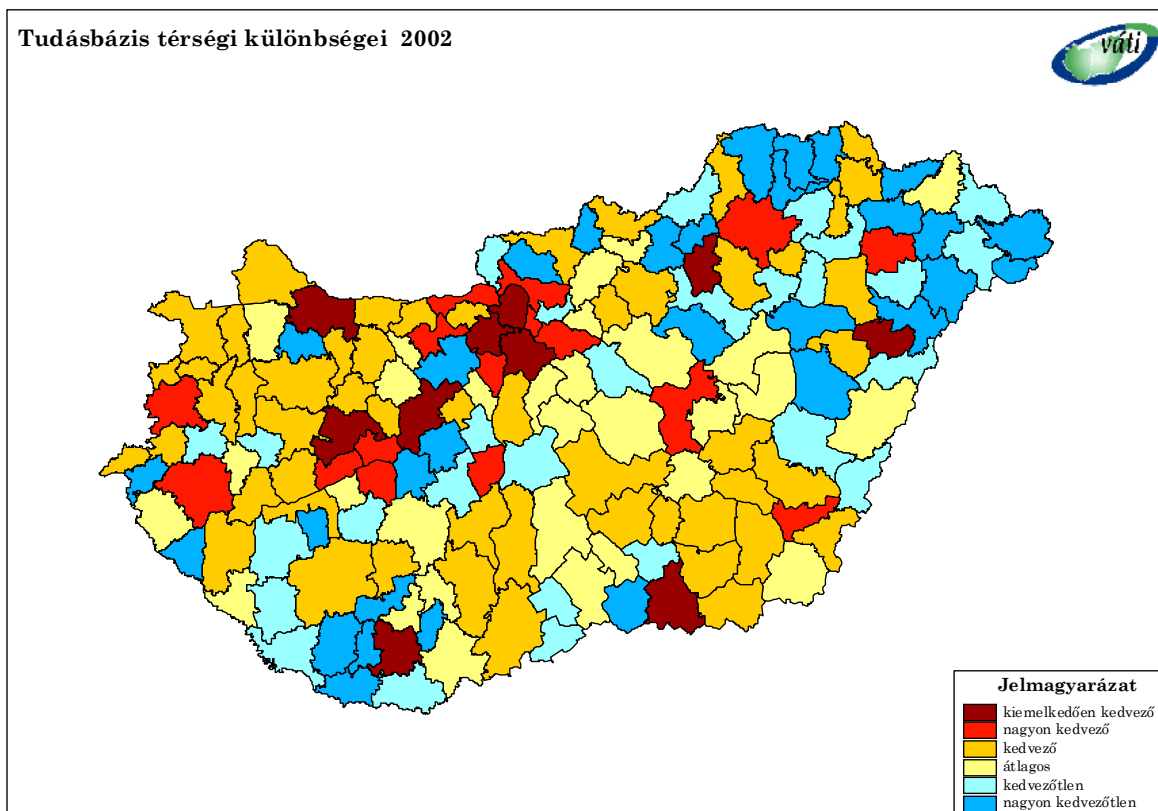 Tudásbázis térségi különbségei 2002
váti
Jelmagyarázat
kiemelkedően kedvező
nagyon kedvező
kedvező
átlagos
kedvezőtlen
nagyon kedvezőtlen